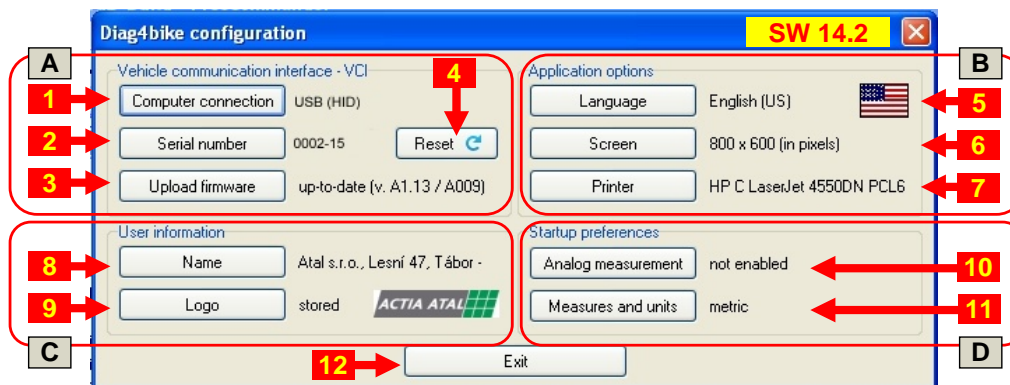 Diag4bike configuration SW 14.2
A Vehicle communication interface - VCI 4 Application options B
1 Computer connection USB (HID) Language English (US) 5
2 Serial number 0002-15 Reset Screen 800 x 600 (in pixels) 6
3 Upload firmware up-to-date (v. A1.13 / A009) Printer HP C LaserJet 4550DN PCL6 7
User information Startup preferences
8 Name Atal s.r.o., Lesní 47, Tábor - Analog measurement not enabled 10
9 Logo stored ACTIA ATAL Measures and units metric 11
C 12 Exit D